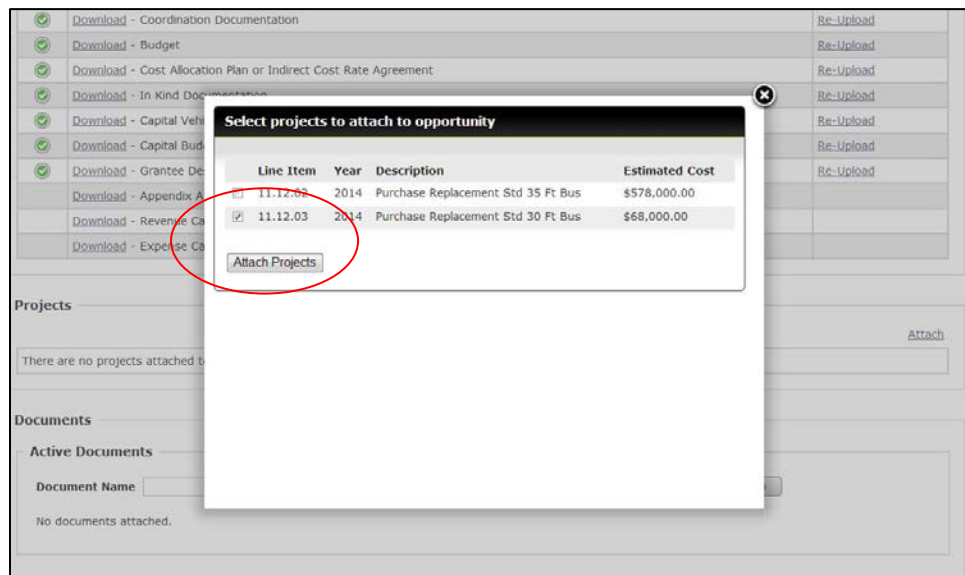 Download - Coordination Documentation Re-Upload
Download - Budget Re-Upload
Download - Cost Allocation Plan or Indirect Cost Rate Agreement Re-Upload
Download - In Kind Documentation Re-Upload
Download - Capital Vehi Re-Upload
Download - Capital Bud Re-Upload
Download - Grantee De Re-Upload
Download - Appendix A
Download - Revenue Ca
Download - Expense Ca
Select projects to attach to opportunity
Line Item Year Description Estimated Cost
11.12.02 2014 Purchase Replacement Std 35 Ft Bus $578,000.00
11.12.03 2014 Purchase Replacement Std 30 Ft Bus $68,000.00
Attach Projects
Projects
Attach
There are no projects attached t
Documents
Active Documents
Document Name
No documents attached.